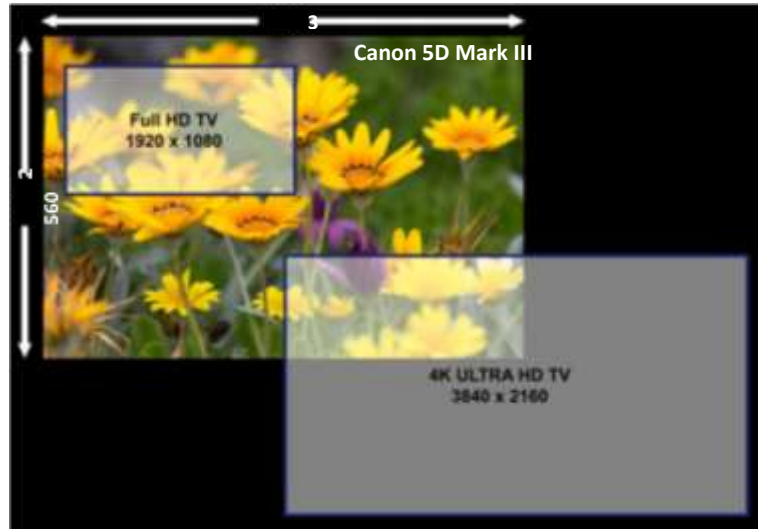 3
Canon 5D Mark III
Full HD TV
1920 x 1080
2
560
4K ULTRA HD TV
3840 x 2160